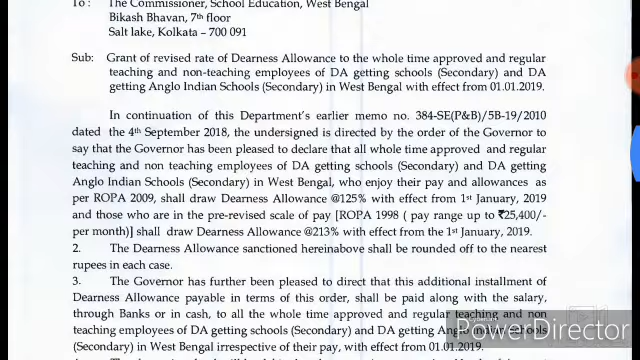 To : The Commissioner, School Education, West Bengal
Bikash Bhavan, 7th floor
Salt lake, Kolkata – 700 091
Sub: Grant of revised rate of Dearness Allowance to the whole time approved and regular
teaching and non-teaching employees of DA getting schools (Secondary) and DA
getting Anglo Indian Schools (Secondary) in West Bengal with effect from 01.01.2019.
In continuation of this Department's earlier memo no. 384-SE(P&B)/5B-19/2010
dated the 4th September 2018, the undersigned is directed by the order of the Governor to
say that the Governor has been pleased to declare that all whole time approved and regular
teaching and non teaching employees of DA getting schools (Secondary) and DA getting
Anglo Indian Schools (Secondary) in West Bengal, who enjoy their pay and allowances as
per ROPA 2009, shall draw Dearness Allowance @125% with effect from 1st January, 2019
and those who are in the pre-revised scale of pay [ROPA 1998 ( pay range up to ₹25,400/-
per month)] shall draw Dearness Allowance @213% with effect from the 1st January, 2019.
2. The Dearness Allowance sanctioned hereinabove shall be rounded off to the nearest
rupees in each case.
3. The Governor has further been pleased to direct that this additional installment of
Dearness Allowance payable in terms of this order, shall be paid along with the salary,
through Banks or in cash, to all the whole time approved and regular teaching and non
teaching employees of DA getting schools (Secondary) and DA getting Anglo Indian Schools
(Secondary) in West Bengal irrespective of their pay, with effect from 01.01.2019.
PowerDirector